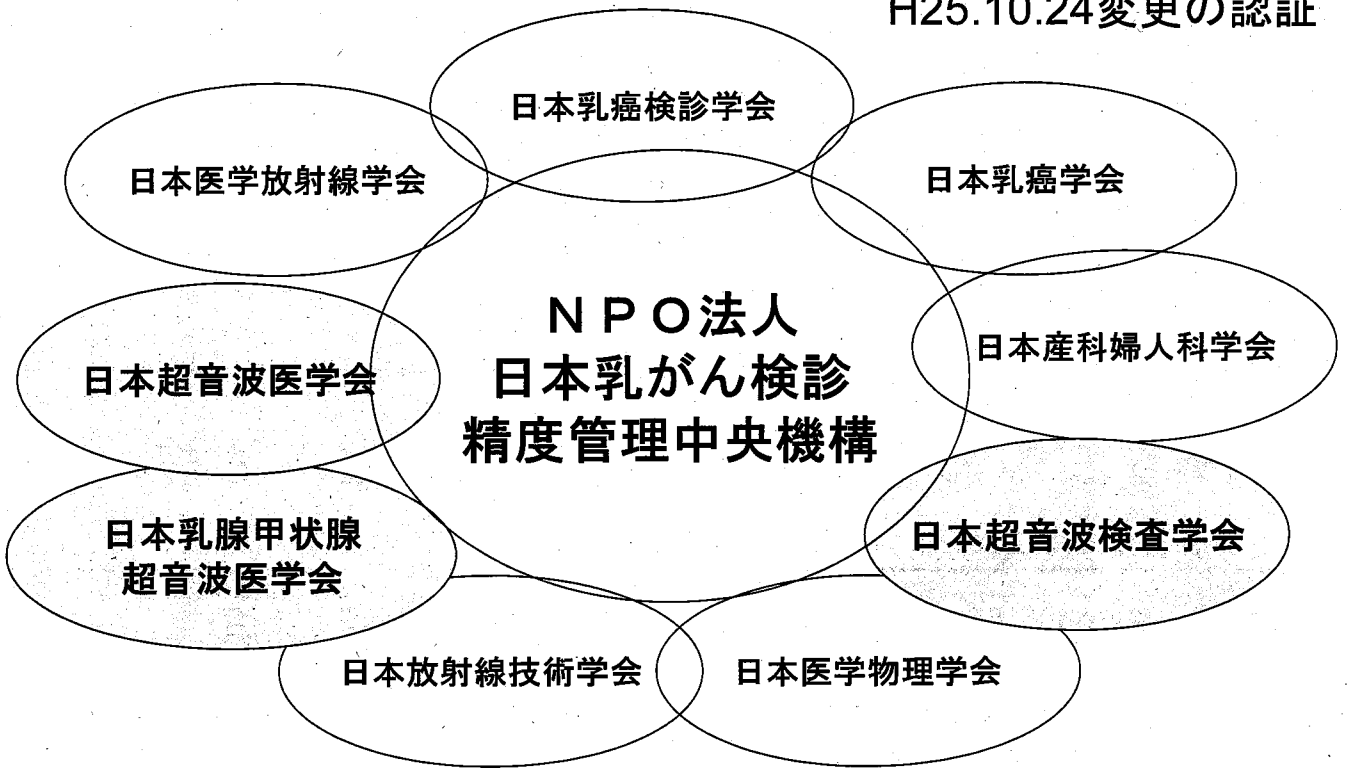 H25.10.24変更の認証
日本乳癌検診学会
日本医学放射線学会
日本乳癌学会
NPO法人
日本乳がん検診
精度管理中央機構
日本産科婦人科学会
日本超音波医学会
日本乳腺甲状腺
超音波医学会
日本超音波検査学会
日本放射線技術学会
日本医学物理学会